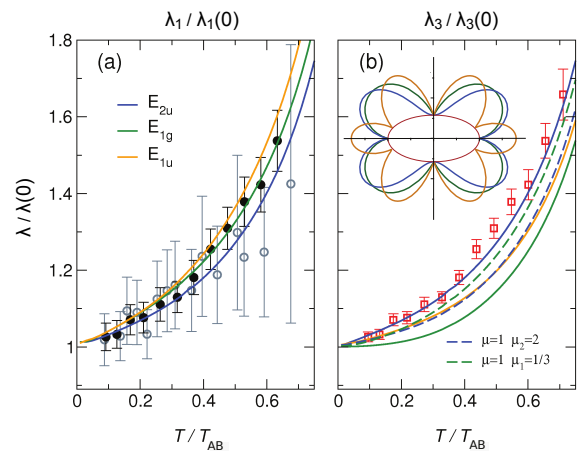 λ1 / λ1(0)
λ3 / λ3(0)
1.8
1.6
1.4
1.2
1
λ / λ(0)
(a)
E2u
E1g
E1u
(b)
μ=1 μ2=2
μ=1 μ1=1/3
0 0.2 0.4 0.6
0 0.2 0.4 0.6
T / TAB
T / TAB